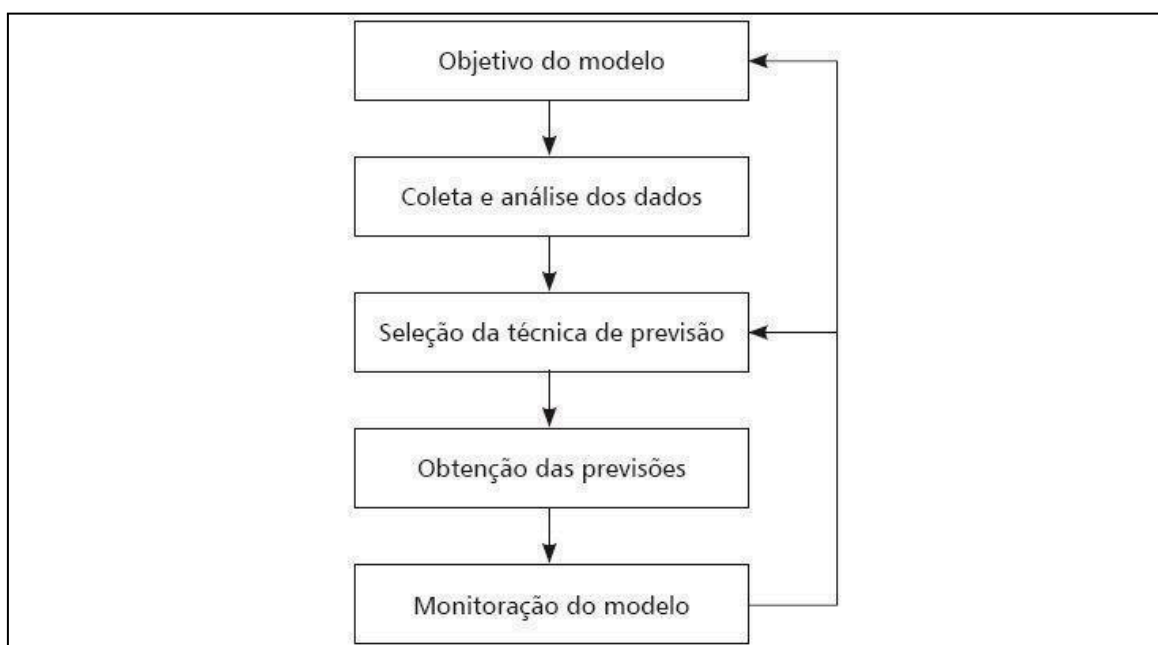 Objetivo do modelo
Coleta e análise dos dados
Seleção da técnica de previsão
Obtenção das previsões
Monitoração do modelo